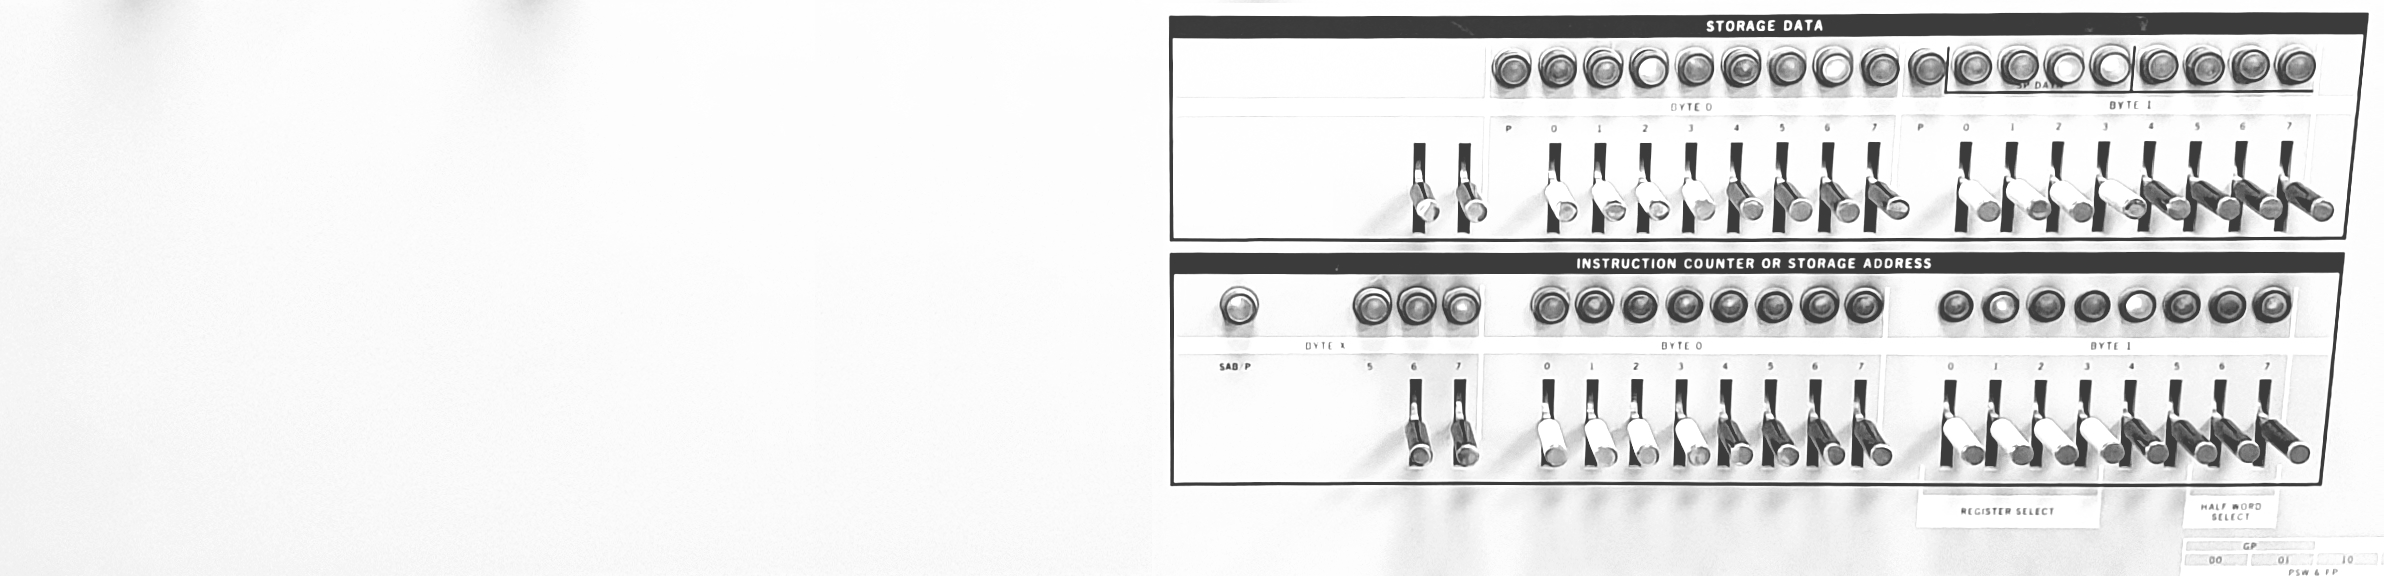 STORAGE DATA
SP DATA
BYTE 0 BYTE 1
P 0 1 2 3 4 5 6 7 P 0 1 2 3 4 5 6 7
INSTRUCTION COUNTER OR STORAGE ADDRESS
BYTE X BYTE 0 BYTE 1
SAB/P 5 6 7 0 1 2 3 4 5 6 7 0 1 2 3 4 5 6 7
REGISTER SELECT
HALF WORD
SELECT
GP
00 01 10
PSW & FP